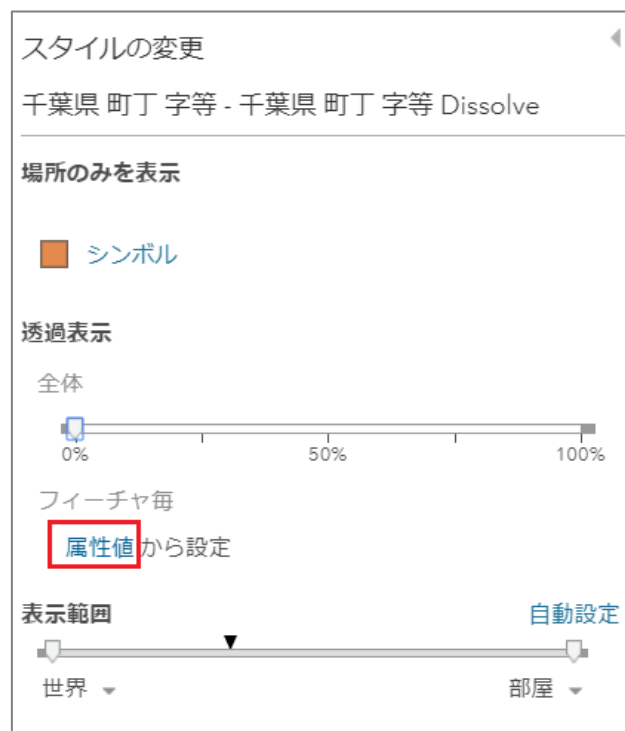 スタイルの変更
千葉県 町丁 字等 - 千葉県 町丁 字等 Dissolve
場所のみを表示
シンボル
透過表示
全体
0% 50% 100%
フィーチャ毎
属性値 から設定
表示範囲 自動設定
世界 部屋